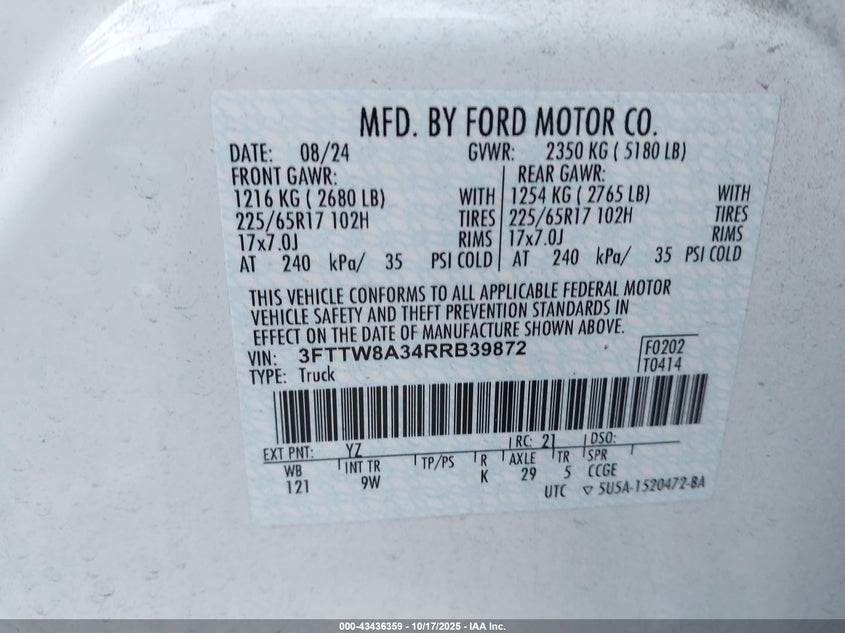 MFD. BY FORD MOTOR CO.
DATE: 08/24 GVWR: 2350 KG ( 5180 LB)
FRONT GAWR: REAR GAWR:
1216 KG ( 2680 LB) WITH 1254 KG ( 2765 LB) WITH
225/65R17 102H TIRES 225/65R17 102H TIRES
17x7.0J RIMS 17x7.0J RIMS
AT 240 kPa/ 35 PSI COLD AT 240 kPa/ 35 PSI COLD
THIS VEHICLE CONFORMS TO ALL APPLICABLE FEDERAL MOTOR
VEHICLE SAFETY AND THEFT PREVENTION STANDARDS IN
EFFECT ON THE DATE OF MANUFACTURE SHOWN ABOVE.
VIN: 3FTTW8A34RRB39872 F0202
TYPE: Truck T0414
EXT PNT: YZ RC: 21 DSO:
WB INT TR TP/PS R AXLE TR SPR
121 9W K 29 5 CCGE
UTC ▽ 5U5A-1520472-BA
000-43436359 | 10/17/2025 - IAA Inc.